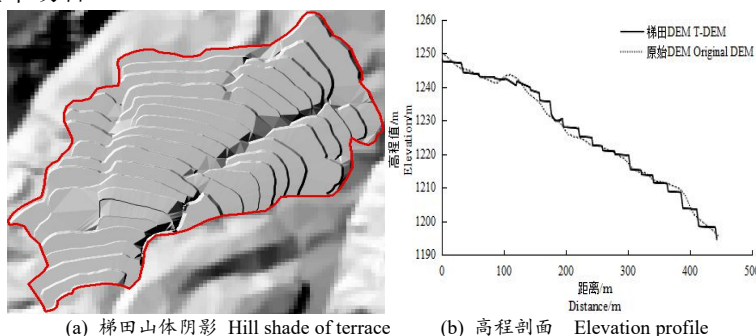 1260
1250
1240
1230
1220
1210
1200
1190
高程值/m
Elevation/m
梯田DEM T-DEM
原始DEM Original DEM
0 100 200 300 400 500
距离/m
Distance/m
(a) 梯田山体阴影 Hill shade of terrace (b) 高程剖面 Elevation profile